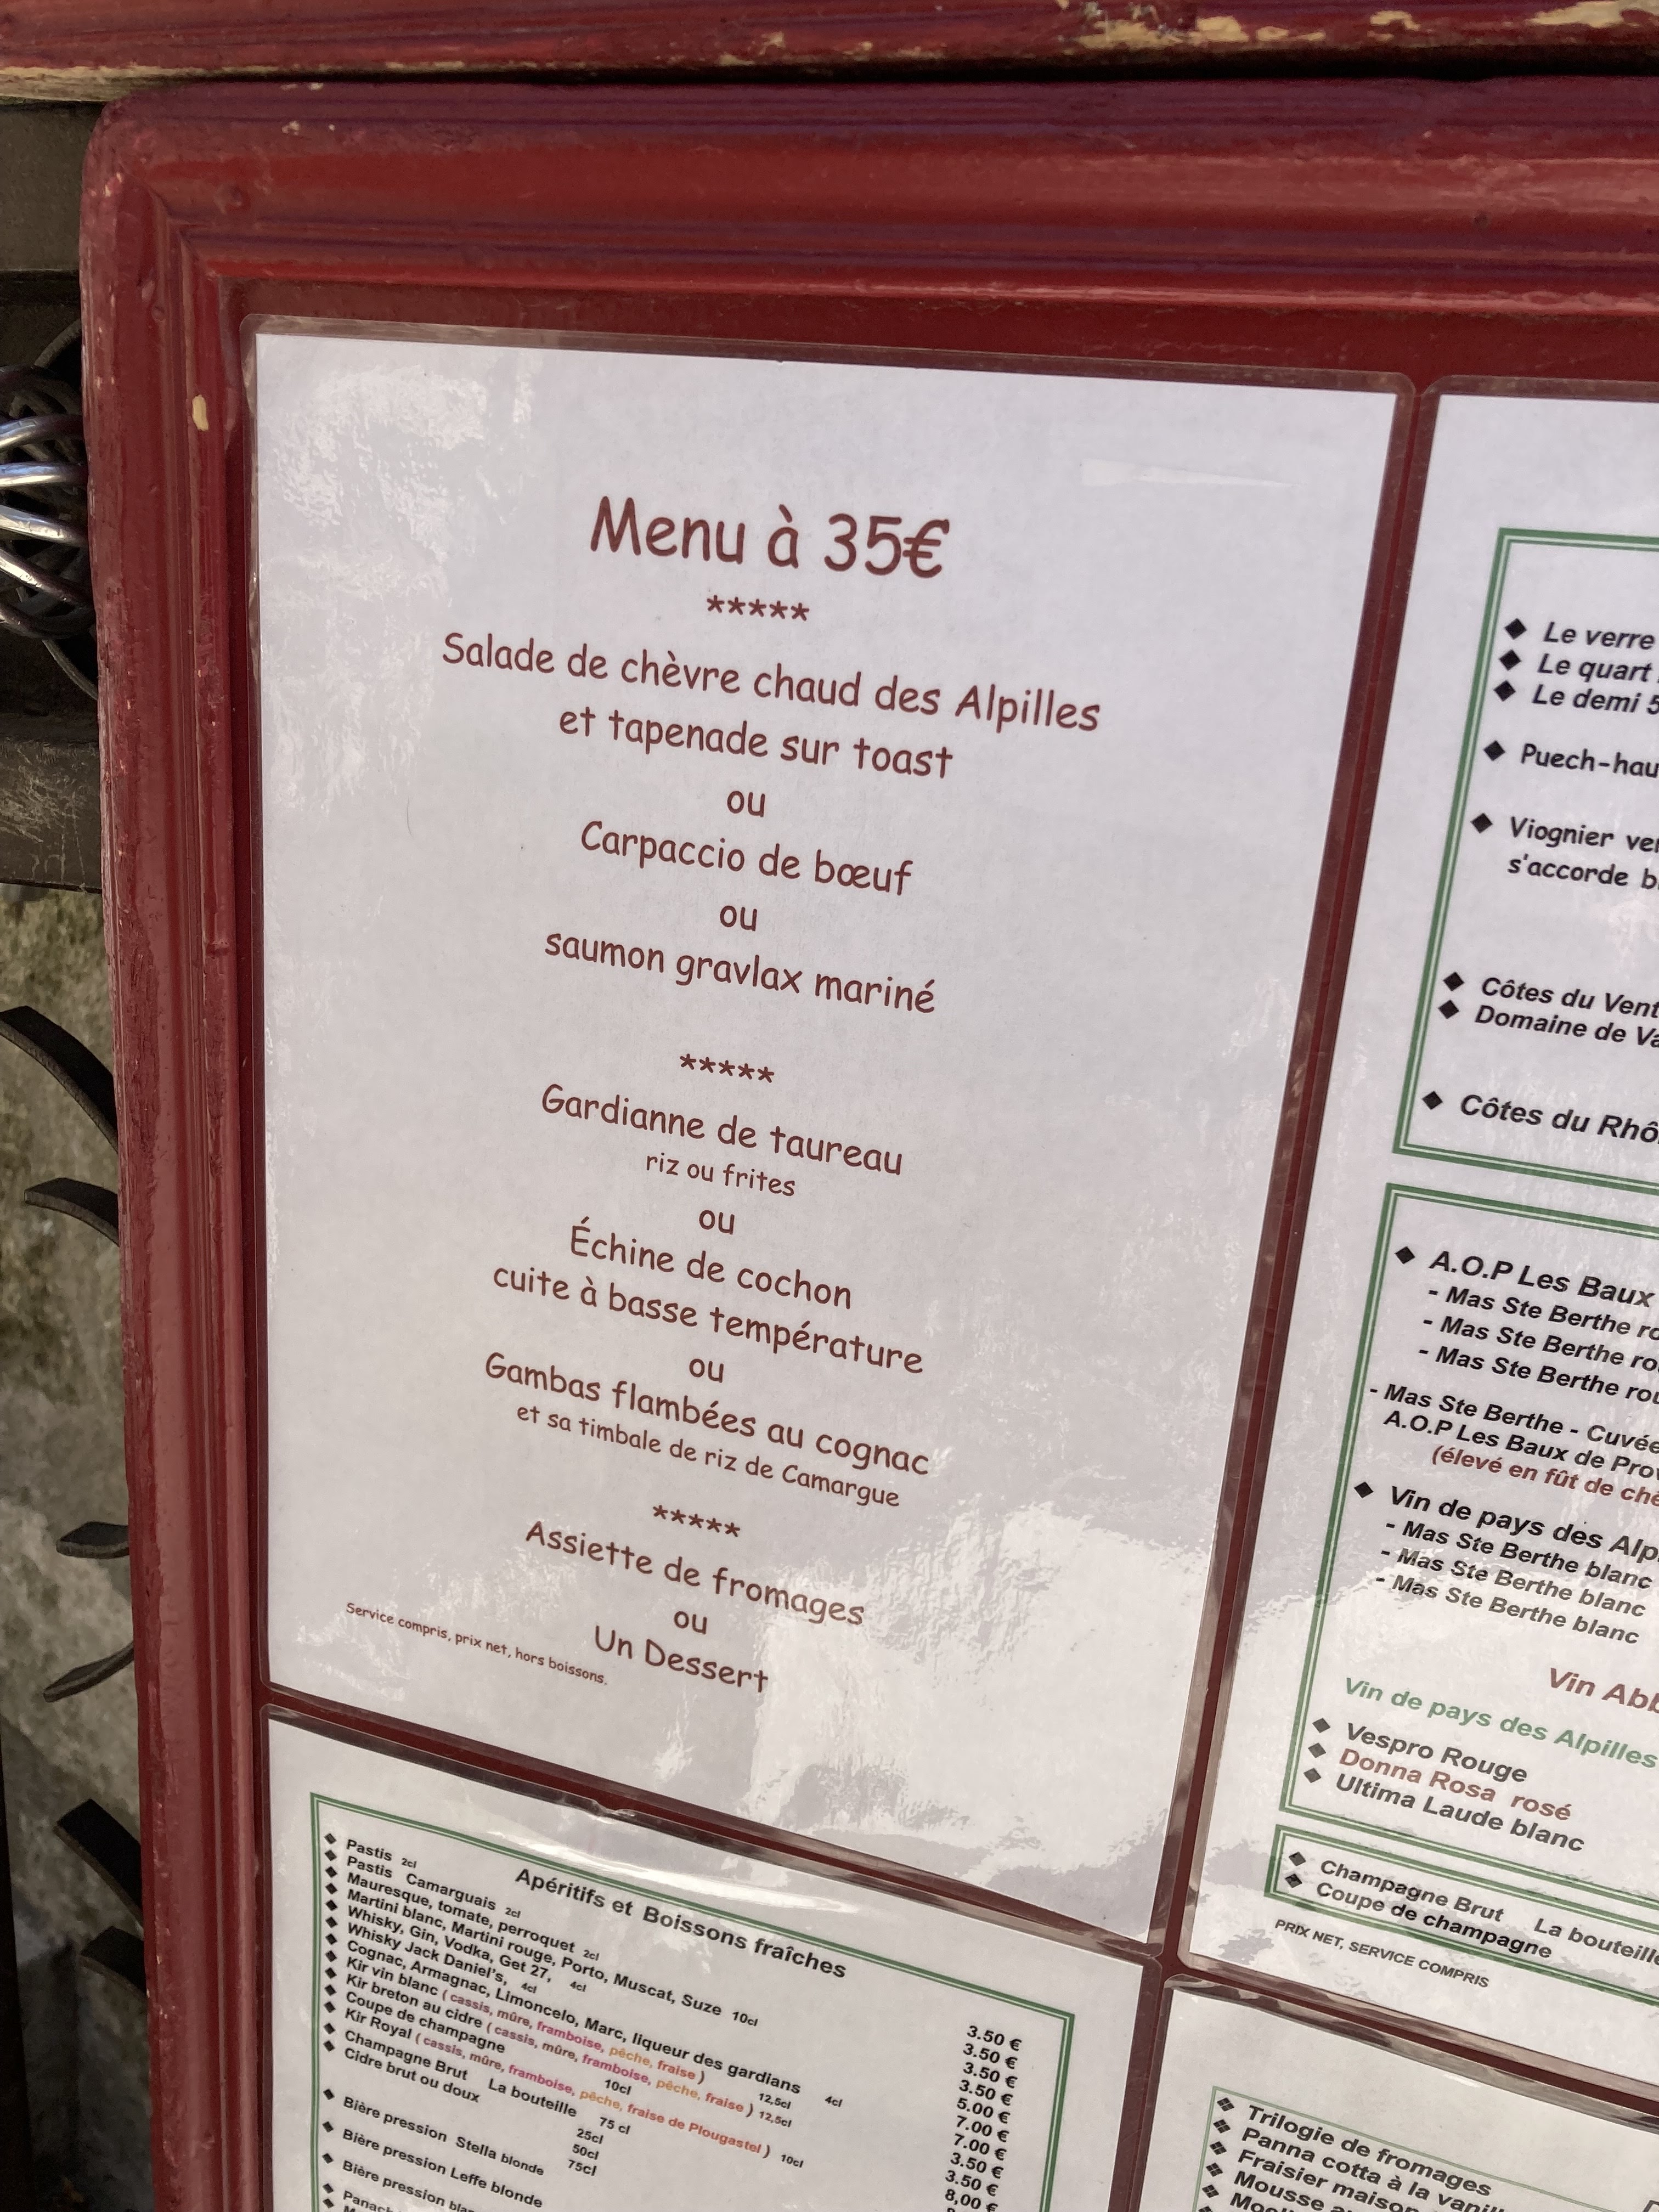 Menu à 35€
*****
Salade de chèvre chaud des Alpilles
et tapenade sur toast
ou
Carpaccio de bœuf
ou
saumon gravlax mariné
*****
Gardianne de taureau
riz ou frites
ou
Échine de cochon
cuite à basse température
ou
Gambas flambées au cognac
et sa timbale de riz de Camargue
*****
Assiette de fromages
ou
Un Dessert
Service compris, prix net, hors boissons.
Apéritifs et Boissons fraîches
Pastis 2cl
Pastis Camarguais 2cl
Mauresque, tomate, perroquet 2cl
Martini blanc, Martini rouge, Porto, Muscat, Suze 10cl
Whisky, Gin, Vodka, Get 27, 4cl
Whisky Jack Daniel's, 4cl
Cognac, Armagnac, Limoncelo, Marc, liqueur des gardians 4cl
Kir vin blanc ( cassis, mûre, framboise, pêche, fraise ) 12,5cl
Kir breton au cidre ( cassis, mûre, framboise, pêche, fraise ) 12,5cl
Coupe de champagne 10cl
Kir Royal ( cassis, mûre, framboise, pêche, fraise de Plougastel ) 10cl
Champagne Brut La bouteille 75 cl
Cidre brut ou doux 25cl
50cl
75cl
Bière pression Stella blonde
Bière pression Leffe blonde
Bière pression
3.50 €
3.50 €
3.50 €
3.50 €
5.00 €
7.00 €
7.00 €
3.50 €
3.50 €
8,00 €
Le verre
Le quart
Le demi
Puech-hau
Viognier
s'accorde
Côtes du Vent
Domaine de
Côtes du Rhô
A.O.P Les Baux
- Mas Ste Berthe
- Mas Ste Berthe
- Mas Ste Berthe
- Mas Ste Berthe - Cuvée
A.O.P Les Baux de Prov
(élevé en fût de
Vin de pays des Alp
- Mas Ste Berthe blanc
- Mas Ste Berthe blanc
- Mas Ste Berthe blanc
Vin
Vin de pays des Alpilles
Vespro Rouge
Donna Rosa rosé
Ultima Laude blanc
Champagne Brut La bouteille
Coupe de champagne
PRIX NET, SERVICE COMPRIS
Trilogie de fromages
Panna cotta à la
Fraisier maison
Mousse